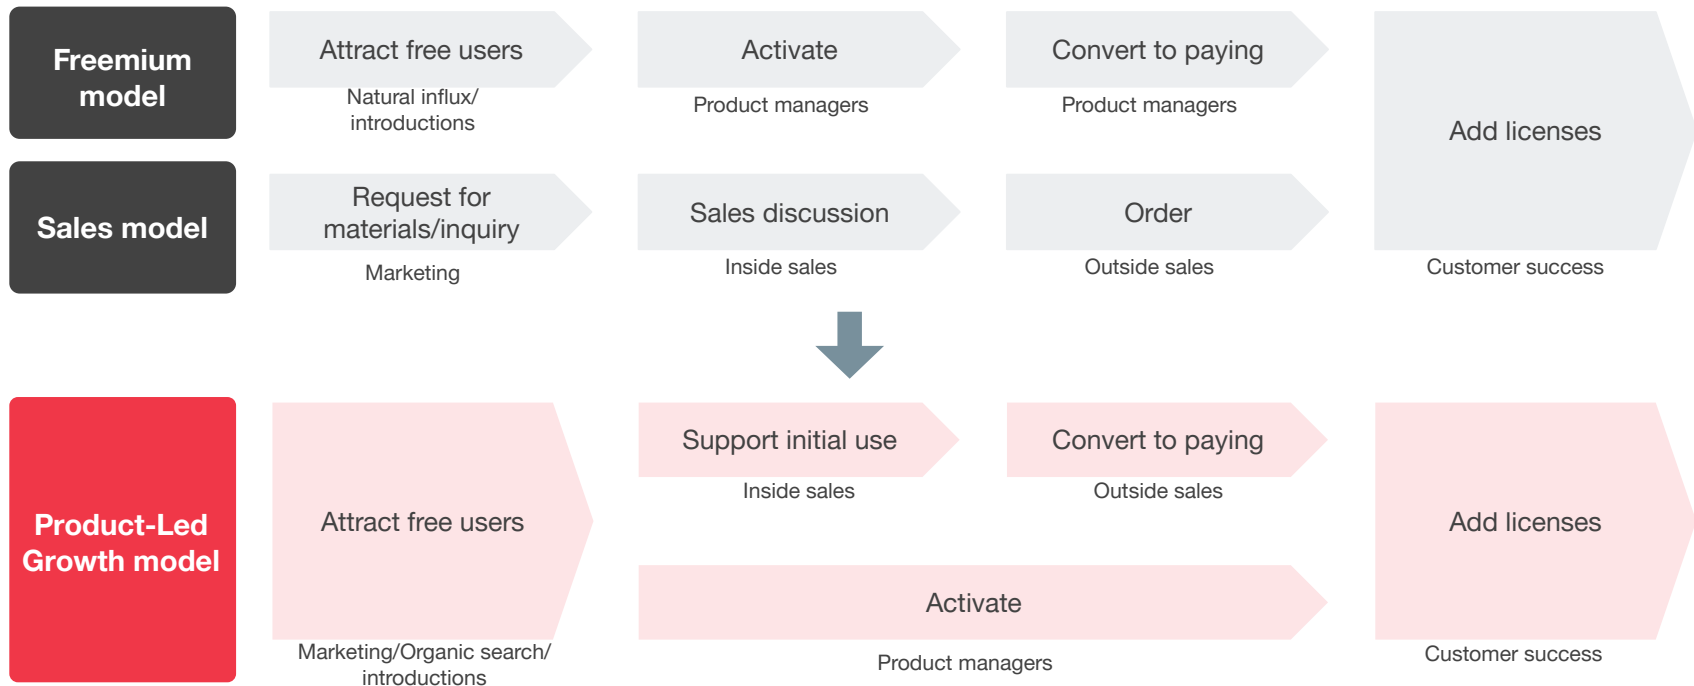 Freemium
model
Attract free users
Natural influx/
introductions
Activate
Product managers
Convert to paying
Product managers
Add licenses
Sales model
Request for
materials/inquiry
Marketing
Sales discussion
Inside sales
Order
Outside sales
Customer success
Product-Led
Growth model
Attract free users
Marketing/Organic search/
introductions
Support initial use
Inside sales
Convert to paying
Outside sales
Activate
Product managers
Add licenses
Customer success